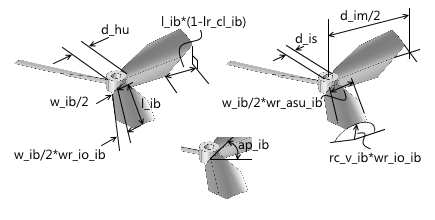 d_hu
l_ib*(1-lr_cl_ib)
w_ib/2
l_ib
w_ib/2*wr_io_ib
d_im/2
d_is
w_ib/2*wr_asu_ib
ap_ib
rc_v_ib*wr_io_ib